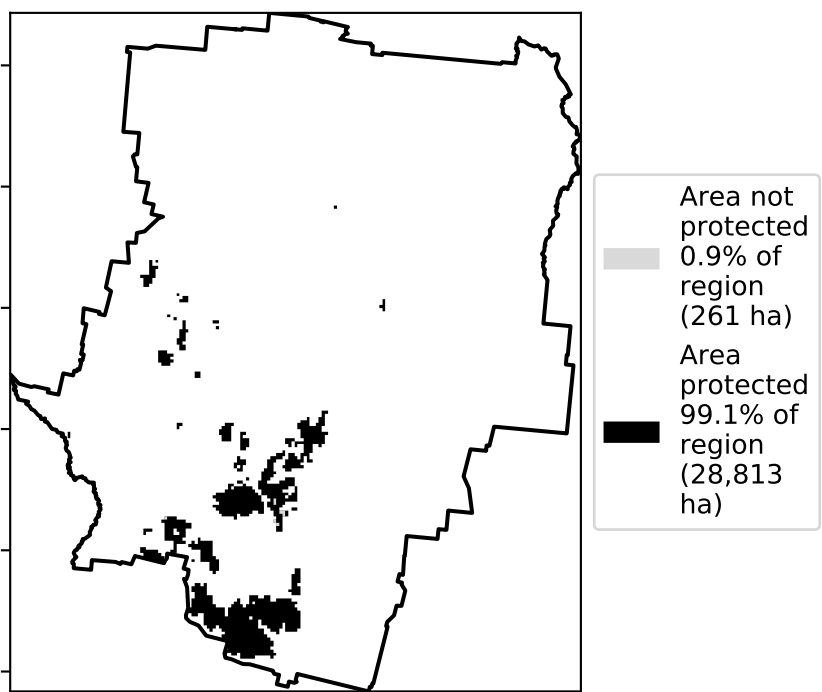 Area not
protected
0.9% of
region
(261 ha)
Area
protected
99.1% of
region
(28,813
ha)